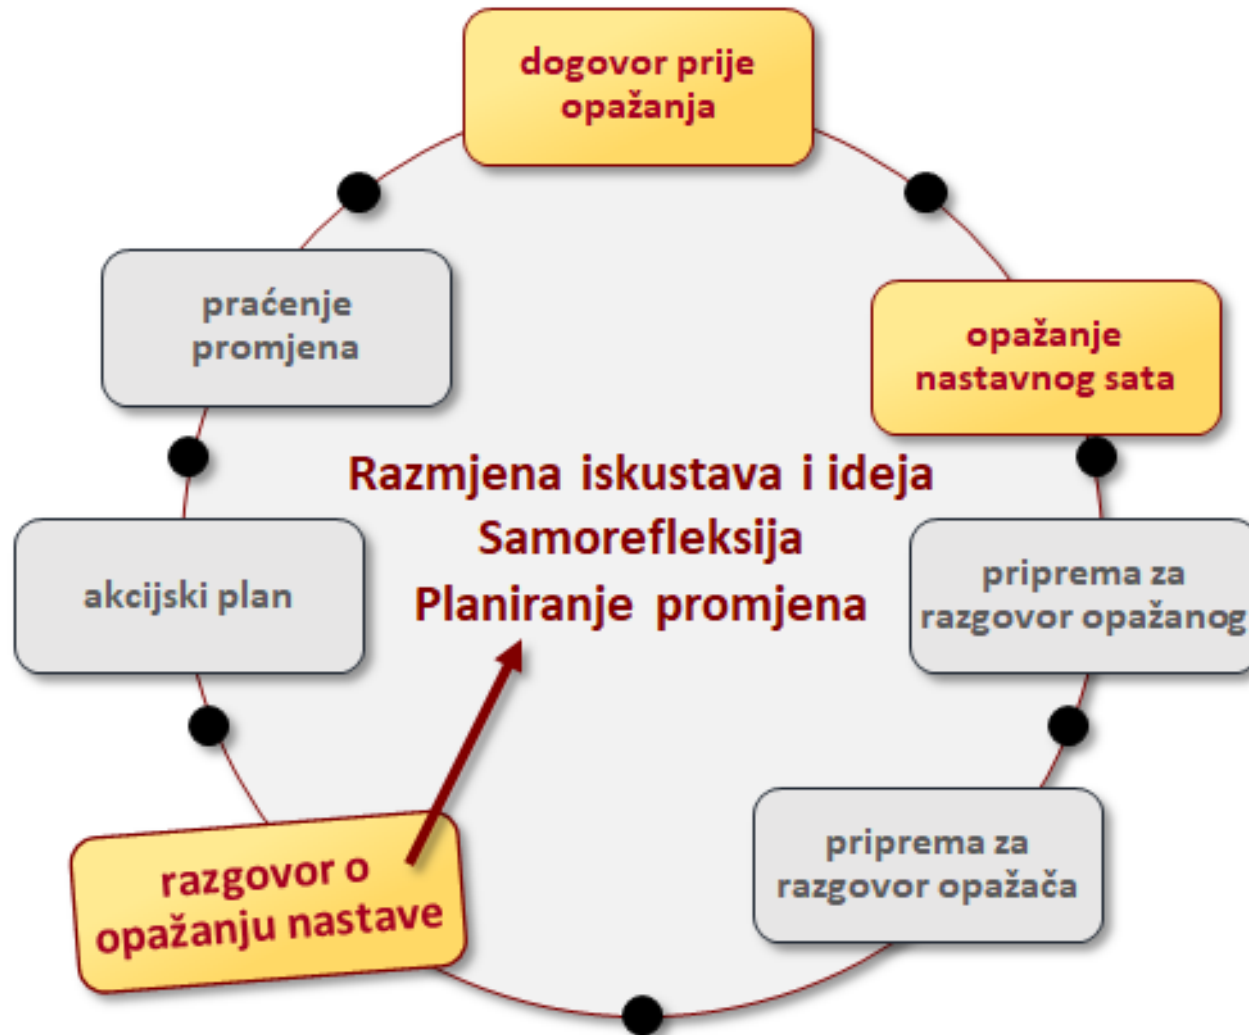 dogovor prije
opažanja
opažanje
nastavnog sata
priprema za
razgovor opažanog
priprema za
razgovor opažača
razgovor o
opažanju nastave
akcijski plan
praćenje
promjena
Razmjena iskustava i ideja
Samorefleksija
Planiranje promjena